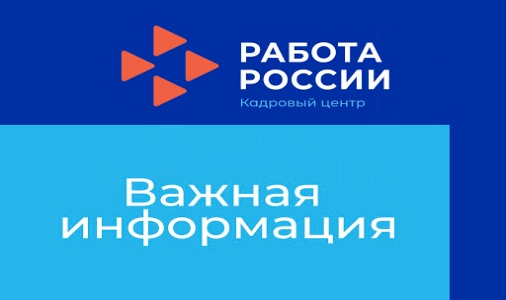 РАБОТА
РОССИИ
Кадровый центр
Важная
информация